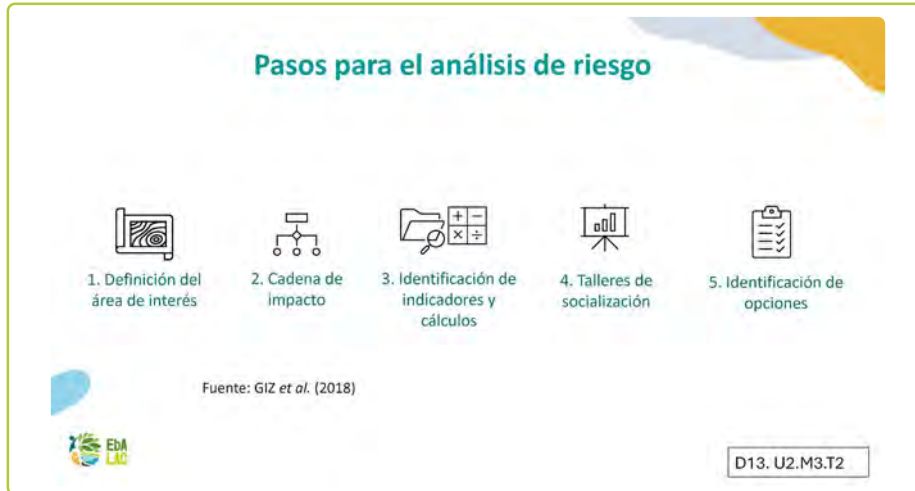 Pasos para el análisis de riesgo
1. Definición del
área de interés
2. Cadena de
impacto
3. Identificación de
indicadores y
cálculos
4. Talleres de
socialización
5. Identificación de
opciones
Fuente: GIZ et al. (2018)
EbA
LAC
D13. U2.M3.T2